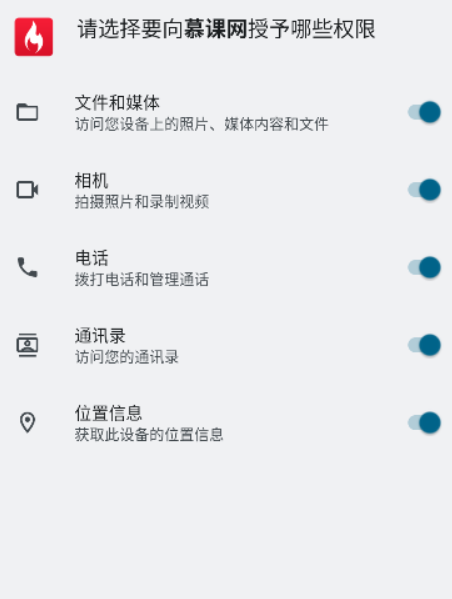 请选择要向慕课网授予哪些权限
文件和媒体
访问您设备上的照片、媒体内容和文件
相机
拍摄照片和录制视频
电话
拨打电话和管理通话
通讯录
访问您的通讯录
位置信息
获取此设备的位置信息